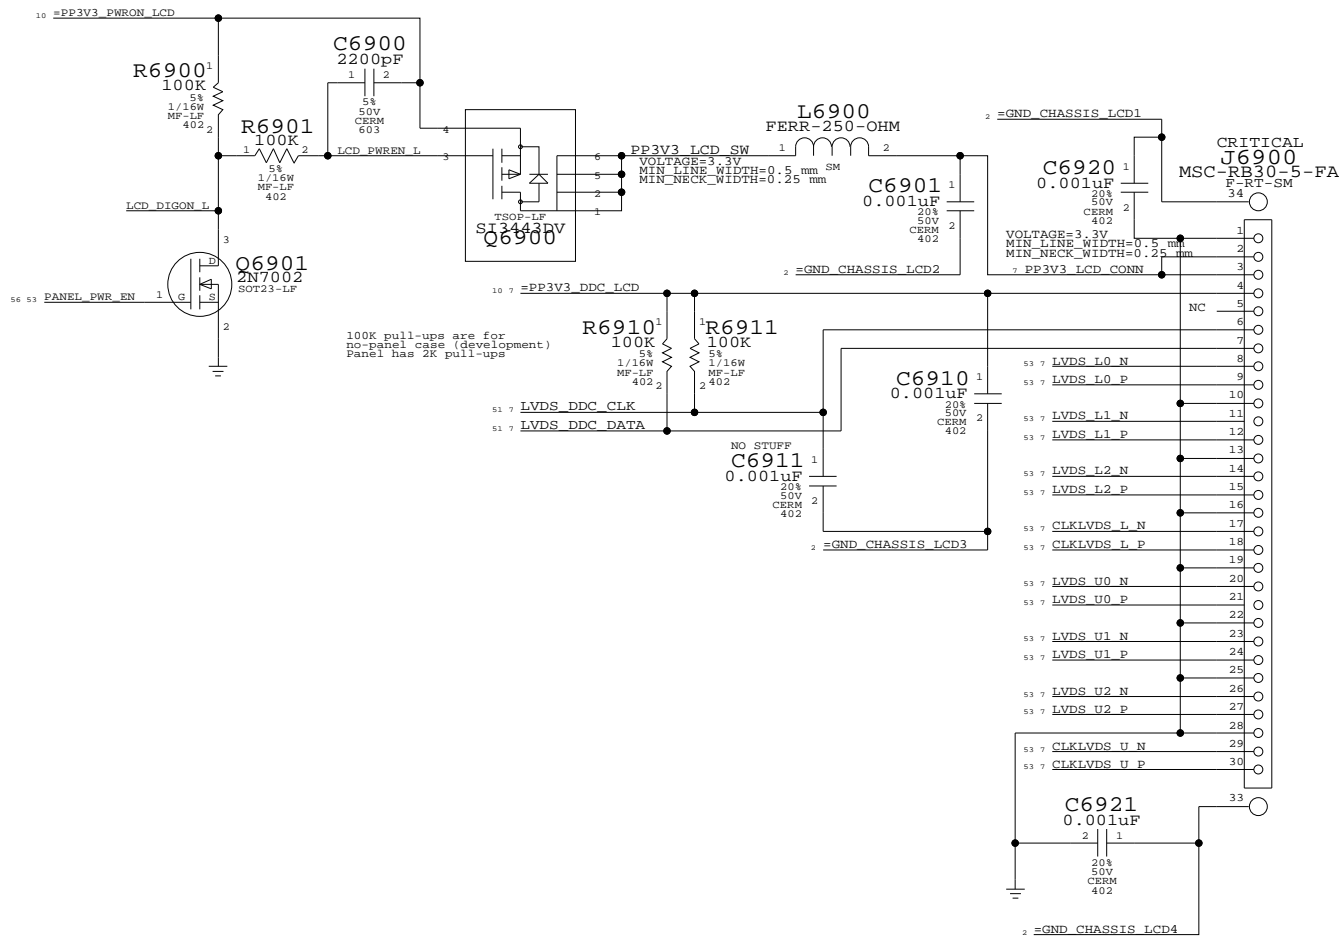 10 =PP3V3_PWRON_LCD
C6900
2200pF
1 2
5%
50V
CERM
603
R6900
100K
5%
1/16W
MF-LF
402
1
2
R6901
100K
1 2
5%
1/16W
MF-LF
402
LCD_PWREN_L
4
3
6
5
2
1
TSOP-LF
SI3443DV
Q6900
LCD_DIGON_L
3
D
Q6901
2N7002
SOT23-LF
56 53 PANEL_PWR_EN 1 G S
2
PP3V3_LCD_SW
VOLTAGE=3.3V
MIN_LINE_WIDTH=0.5 mm
MIN_NECK_WIDTH=0.25 mm
L6900
FERR-250-OHM
1 2
SM
C6901
0.001uF
20%
50V
CERM
402
1
2
2 =GND_CHASSIS_LCD2
2 =GND_CHASSIS_LCD1
C6920
0.001uF
20%
50V
CERM
402
1
2
CRITICAL
J6900
MSC-RB30-5-FA
F-RT-SM
34
VOLTAGE=3.3V
MIN_LINE_WIDTH=0.5 mm
MIN_NECK_WIDTH=0.25 mm
7 PP3V3_LCD_CONN
10 7 =PP3V3_DDC_LCD
100K pull-ups are for
no-panel case (development)
Panel has 2K pull-ups
R6910
100K
5%
1/16W
MF-LF
402
1
2
R6911
100K
5%
1/16W
MF-LF
402
1
2
51 7 LVDS_DDC_CLK
51 7 LVDS_DDC_DATA
C6910
0.001uF
20%
50V
CERM
402
1
2
NO STUFF
C6911
0.001uF
20%
50V
CERM
402
1
2
2 =GND_CHASSIS_LCD3
1
2
3
4
NC 5
6
7
53 7 LVDS_L0_N 8
53 7 LVDS_L0_P 9
10
53 7 LVDS_L1_N 11
53 7 LVDS_L1_P 12
13
53 7 LVDS_L2_N 14
53 7 LVDS_L2_P 15
16
53 7 CLKLVDS_L_N 17
53 7 CLKLVDS_L_P 18
19
53 7 LVDS_U0_N 20
53 7 LVDS_U0_P 21
22
53 7 LVDS_U1_N 23
53 7 LVDS_U1_P 24
25
53 7 LVDS_U2_N 26
53 7 LVDS_U2_P 27
28
53 7 CLKLVDS_U_N 29
53 7 CLKLVDS_U_P 30
33
C6921
0.001uF
2 1
20%
50V
CERM
402
2 =GND_CHASSIS_LCD4